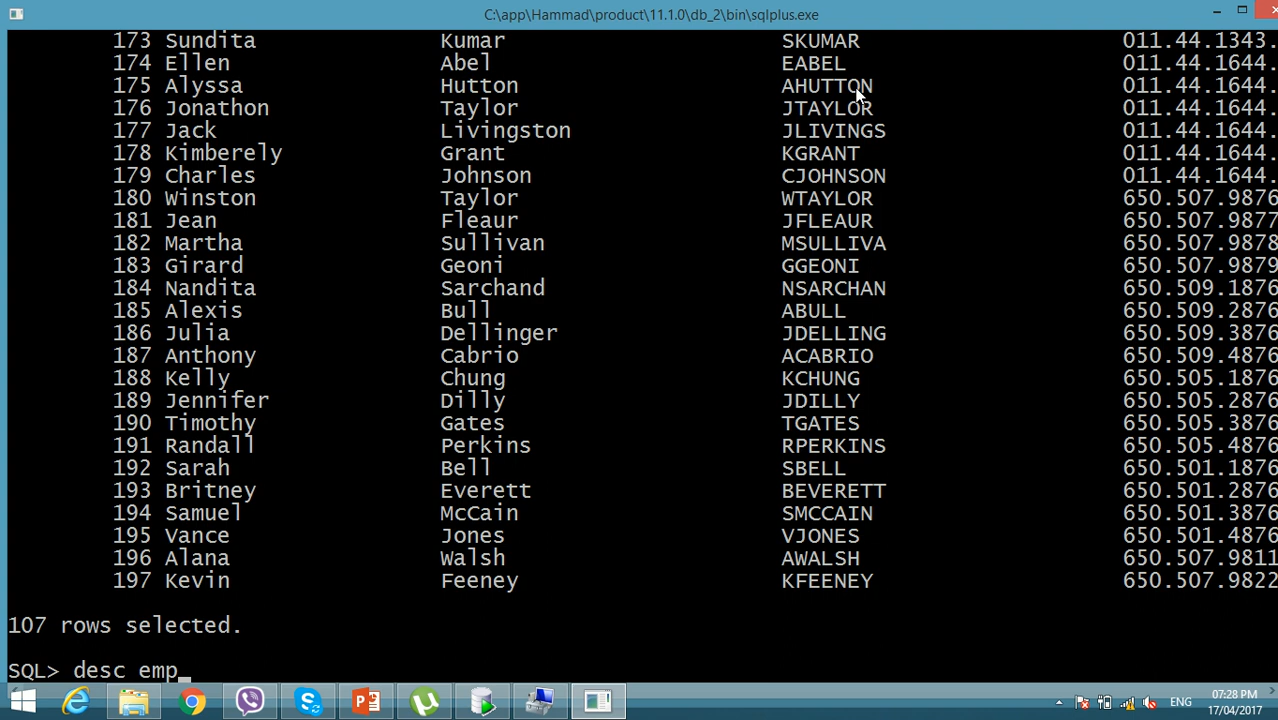 C:\app\Hammad\product\11.1.0\db_2\bin\sqlplus.exe
173 Sundita Kumar SKUMAR 011.44.1343.
174 Ellen Abel EABEL 011.44.1644.
175 Alyssa Hutton AHUTTON 011.44.1644.
176 Jonathon Taylor JTAYLOR 011.44.1644.
177 Jack Livingston JLIVINGS 011.44.1644.
178 Kimberely Grant KGRANT 011.44.1644.
179 Charles Johnson CJOHNSON 011.44.1644.
180 Winston Taylor WTAYLOR 650.507.9876
181 Jean Fleaur JFLEAUR 650.507.9877
182 Martha Sullivan MSULLIVA 650.507.9878
183 Girard Geoni GGEONI 650.507.9879
184 Nandita Sarchand NSARCHAN 650.509.1876
185 Alexis Bull ABULL 650.509.2876
186 Julia Dellinger JDELLING 650.509.3876
187 Anthony Cabrio ACABRIO 650.509.4876
188 Kelly Chung KCHUNG 650.505.1876
189 Jennifer Dilly JDILLY 650.505.2876
190 Timothy Gates TGATES 650.505.3876
191 Randall Perkins RPERKINS 650.505.4876
192 Sarah Bell SBELL 650.501.1876
193 Britney Everett BEVERETT 650.501.2876
194 Samuel McCain SMCCAIN 650.501.3876
195 Vance Jones VJONES 650.501.4876
196 Alana Walsh AWALSH 650.507.9811
197 Kevin Feeney KFEENEY 650.507.9822
107 rows selected.
SQL> desc emp_
ENG
07:28 PM
17/04/2017